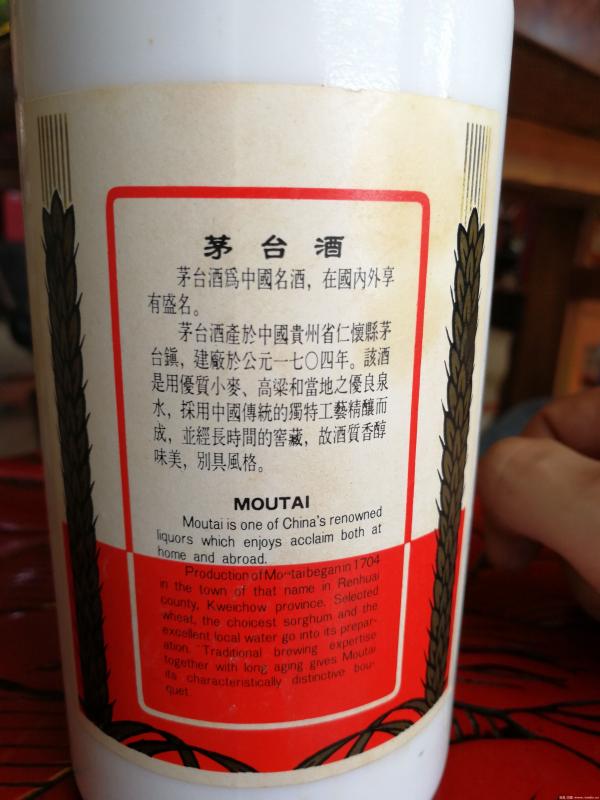 茅台酒
茅台酒爲中國名酒，在國內外享
有盛名。
茅台酒產於中國貴州省仁懷縣茅
台鎭，建廠於公元一七〇四年。該酒
是用優質小麥、高粱和當地之優良泉
水，採用中國傳統的獨特工藝精釀而
成，並經長時間的窖藏，故酒質香醇
味美，別具風格。
MOUTAI
Moutai is one of China's renowned
liquors which enjoys acclaim both at
home and abroad.
Production of Moutai began in 1704
in the town of that name in Renhuai
county, Kweichow province. Selected
wheat, the choicest sorghum and the
excellent local water go into its prepar-
ation. Traditional brewing expertise
together with long aging gives Moutai
its characteristically distinctive bou-
quet.